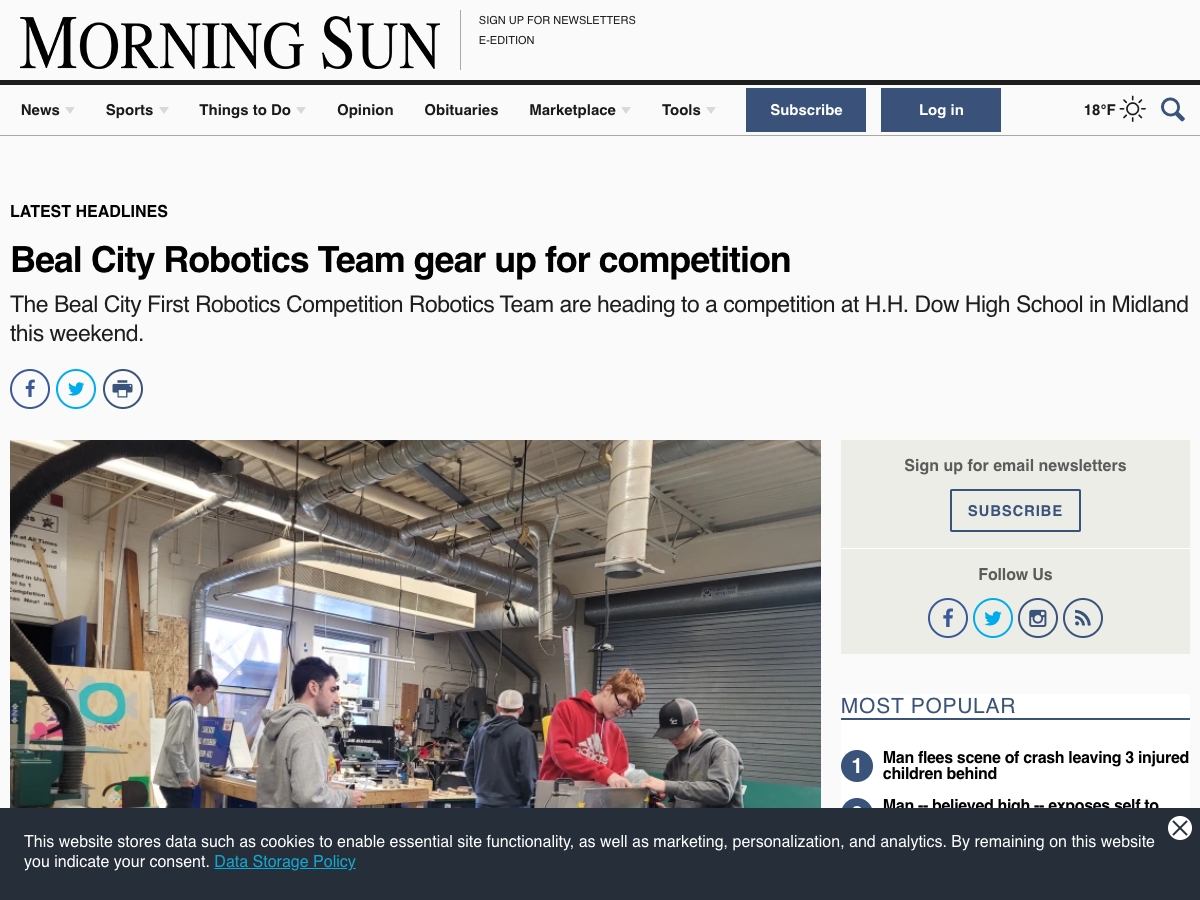 MORNING SUN
SIGN UP FOR NEWSLETTERS
E-EDITION
News
Sports
Things to Do
Opinion
Obituaries
Marketplace
Tools
Subscribe
Log in
18°F
LATEST HEADLINES
Beal City Robotics Team gear up for competition
The Beal City First Robotics Competition Robotics Team are heading to a competition at H.H. Dow High School in Midland
this weekend.
Sign up for email newsletters
SUBSCRIBE
Follow Us
adidas
MOST POPULAR
1
Man flees scene of crash leaving 3 injured
children behind
Man -- believed high -- exposes self to
This website stores data such as cookies to enable essential site functionality, as well as marketing, personalization, and analytics. By remaining on this website
you indicate your consent. Data Storage Policy